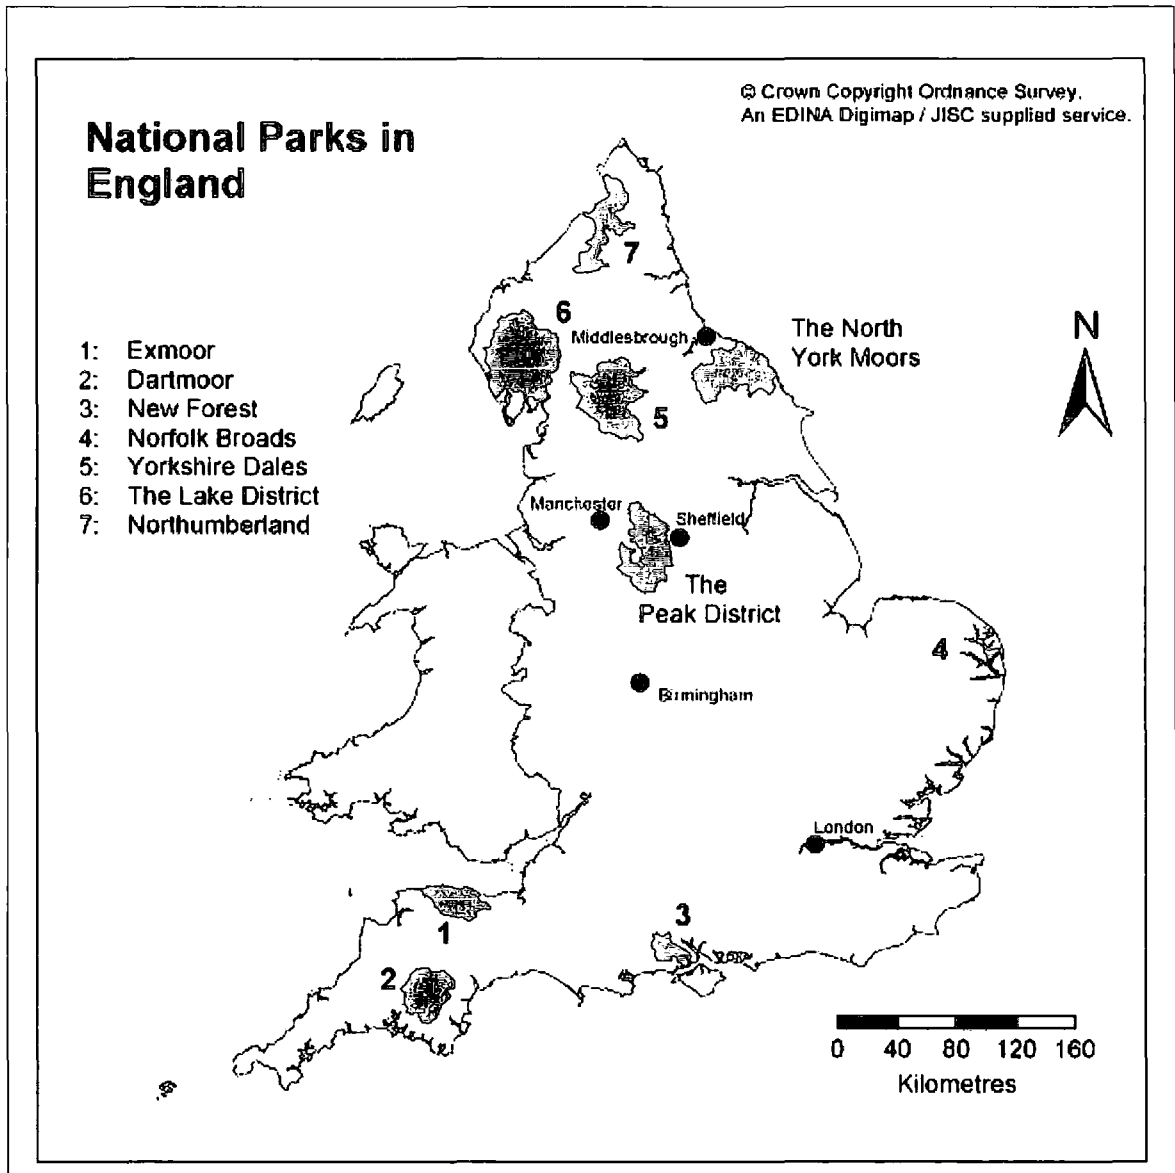 © Crown Copyright Ordnance Survey.
An EDINA Digimap / JISC supplied service.
National Parks in
England
7
6
Middlesbrough
The North
York Moors
N
1: Exmoor
2: Dartmoor
3: New Forest
4: Norfolk Broads
5: Yorkshire Dales
6: The Lake District
7: Northumberland
5
Manchester
Sheffield
The
Peak District
4
Birmingham
London
1
3
2
0 40 80 120 160
Kilometres